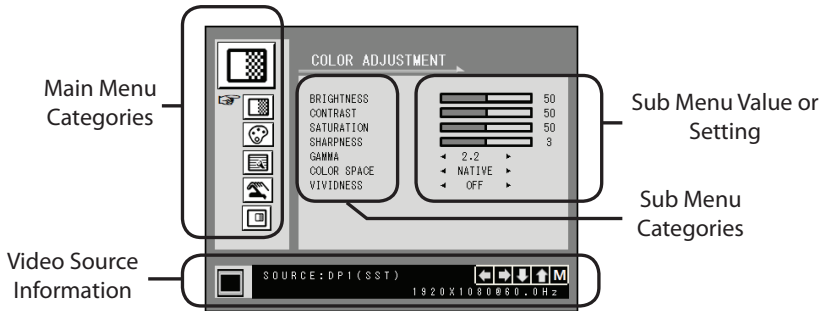 Main Menu
Categories
COLOR ADJUSTMENT
BRIGHTNESS 50
CONTRAST 50
SATURATION 50
SHARPNESS 3
GAMMA 2.2
COLOR SPACE NATIVE
VIVIDNESS OFF
Sub Menu Value or
Setting
Sub Menu
Categories
Video Source
Information
SOURCE:DP1(SST)
M
1920X1080@60.0Hz